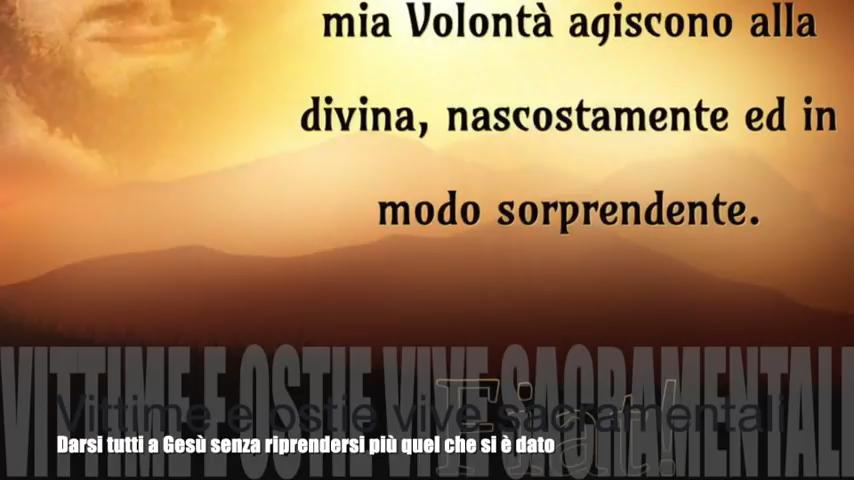 mia Volontà agiscono alla
divina, nascostamente ed in
modo sorprendente.
VITTIME E OSTIE VIVE SACRAMENTALI
Fiat!
Vittime e ostie vive sacramentali
Darsi tutti a Gesù senza riprendersi più quel che si è dato